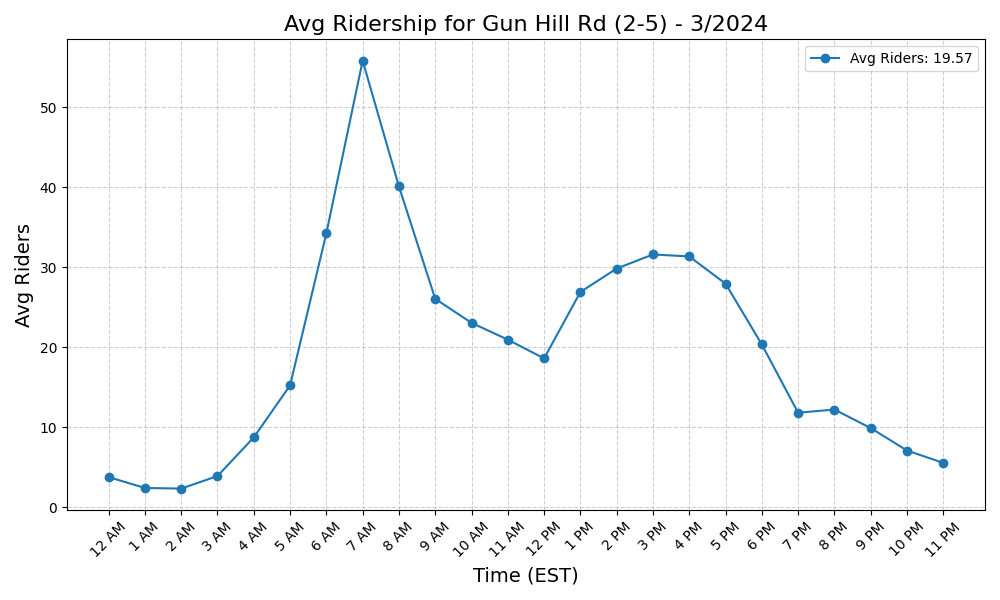 Avg Ridership for Gun Hill Rd (2-5) - 3/2024
Avg Riders: 19.57
Avg Riders
50
40
30
20
10
0
12 AM
1 AM
2 AM
3 AM
4 AM
5 AM
6 AM
7 AM
8 AM
9 AM
10 AM
11 AM
12 PM
1 PM
2 PM
3 PM
4 PM
5 PM
6 PM
7 PM
8 PM
9 PM
10 PM
11 PM
Time (EST)